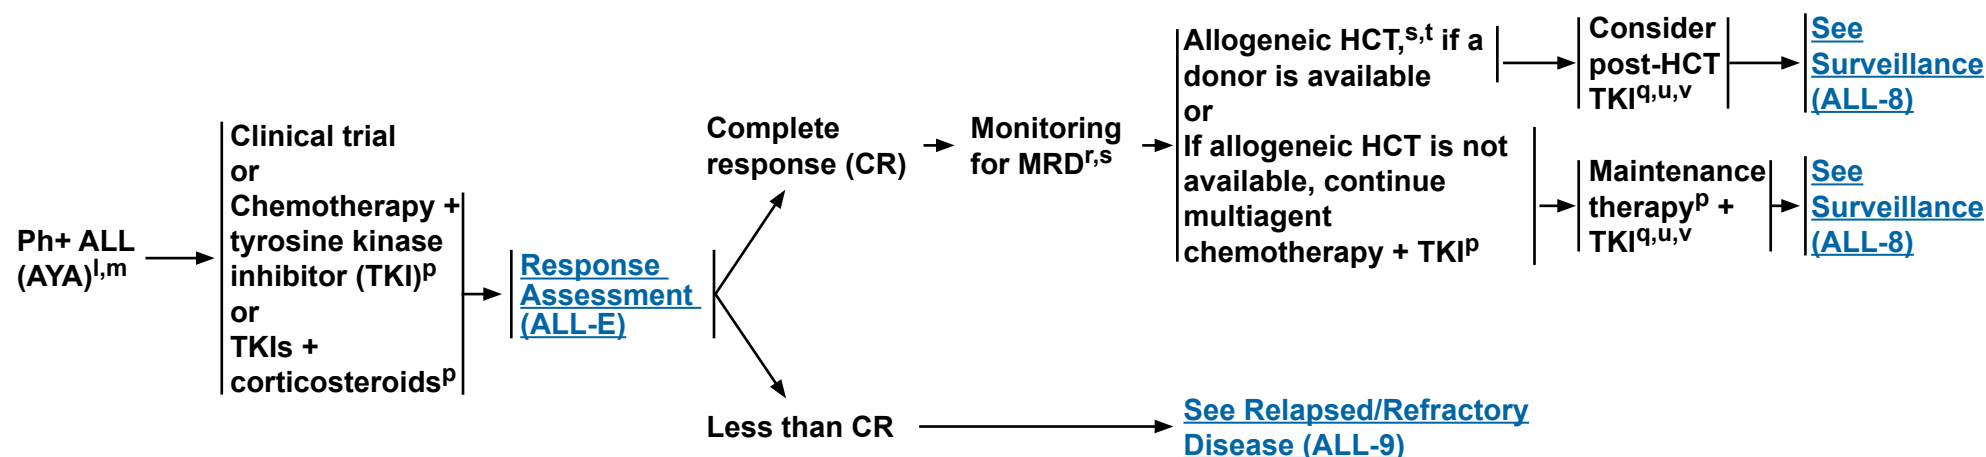 Ph+ ALL
(AYA)l,m
Clinical trial
or
Chemotherapy +
tyrosine kinase
inhibitor (TKI)p
or
TKIs +
corticosteroidsp
Response
Assessment
(ALL-E)
Complete
response (CR)
Monitoring
for MRDr,s
Allogeneic HCT,s,t if a
donor is available
or
If allogeneic HCT is not
available, continue
multiagent
chemotherapy + TKIp
Consider
post-HCT
TKIq,u,v
See
Surveillance
(ALL-8)
Maintenance
therapyp +
TKIq,u,v
See
Surveillance
(ALL-8)
Less than CR
See Relapsed/Refractory
Disease (ALL-9)